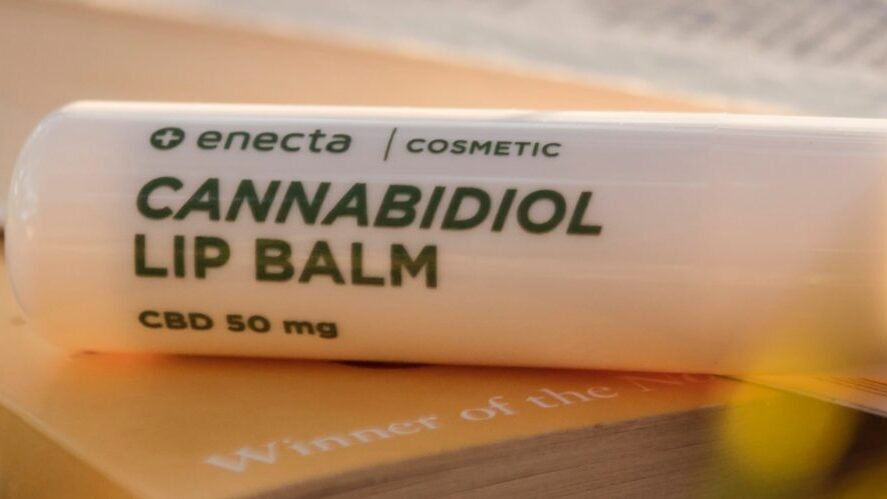 enecta | COSMETIC
CANNABIDIOL
LIP BALM
CBD 50 mg
Winner of the